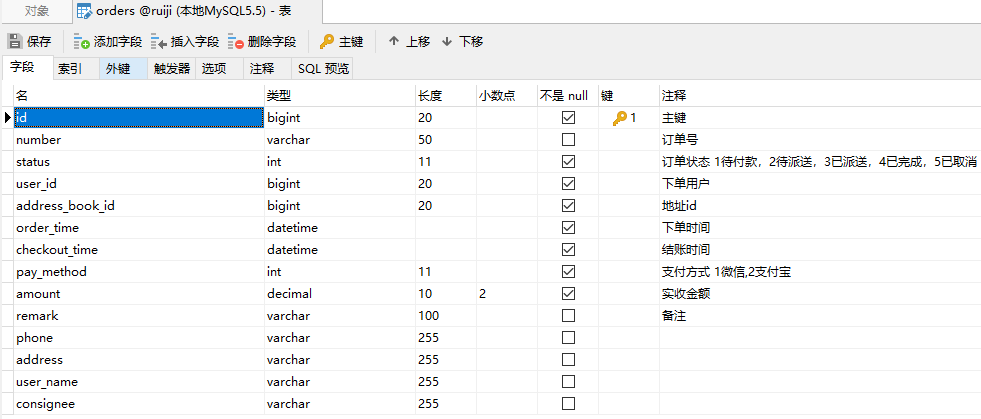 对象 orders @ruiji (本地MySQL5.5) - 表
保存 添加字段 插入字段 删除字段 主键 上移 下移
字段 索引 外键 触发器 选项 注释 SQL 预览
名 类型 长度 小数点 不是 null 键 注释
id bigint 20 1 主键
number varchar 50 订单号
status int 11 订单状态 1待付款，2待派送，3已派送，4已完成，5已取消
user_id bigint 20 下单用户
address_book_id bigint 20 地址id
order_time datetime 下单时间
checkout_time datetime 结账时间
pay_method int 11 支付方式 1微信,2支付宝
amount decimal 10 2 实收金额
remark varchar 100 备注
phone varchar 255
address varchar 255
user_name varchar 255
consignee varchar 255